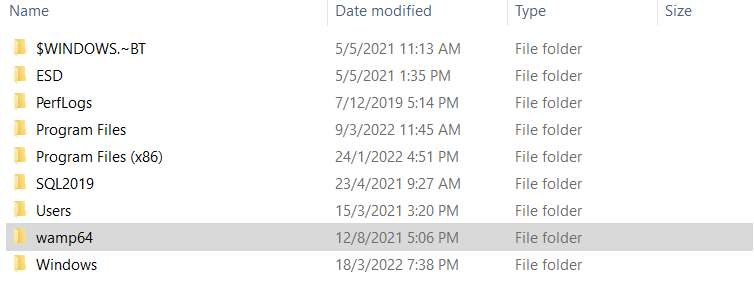 Name Date modified Type Size
$WINDOWS.~BT 5/5/2021 11:13 AM File folder
ESD 5/5/2021 1:35 PM File folder
PerfLogs 7/12/2019 5:14 PM File folder
Program Files 9/3/2022 11:45 AM File folder
Program Files (x86) 24/1/2022 4:51 PM File folder
SQL2019 23/4/2021 9:27 AM File folder
Users 15/3/2021 3:20 PM File folder
wamp64 12/8/2021 5:06 PM File folder
Windows 18/3/2022 7:38 PM File folder